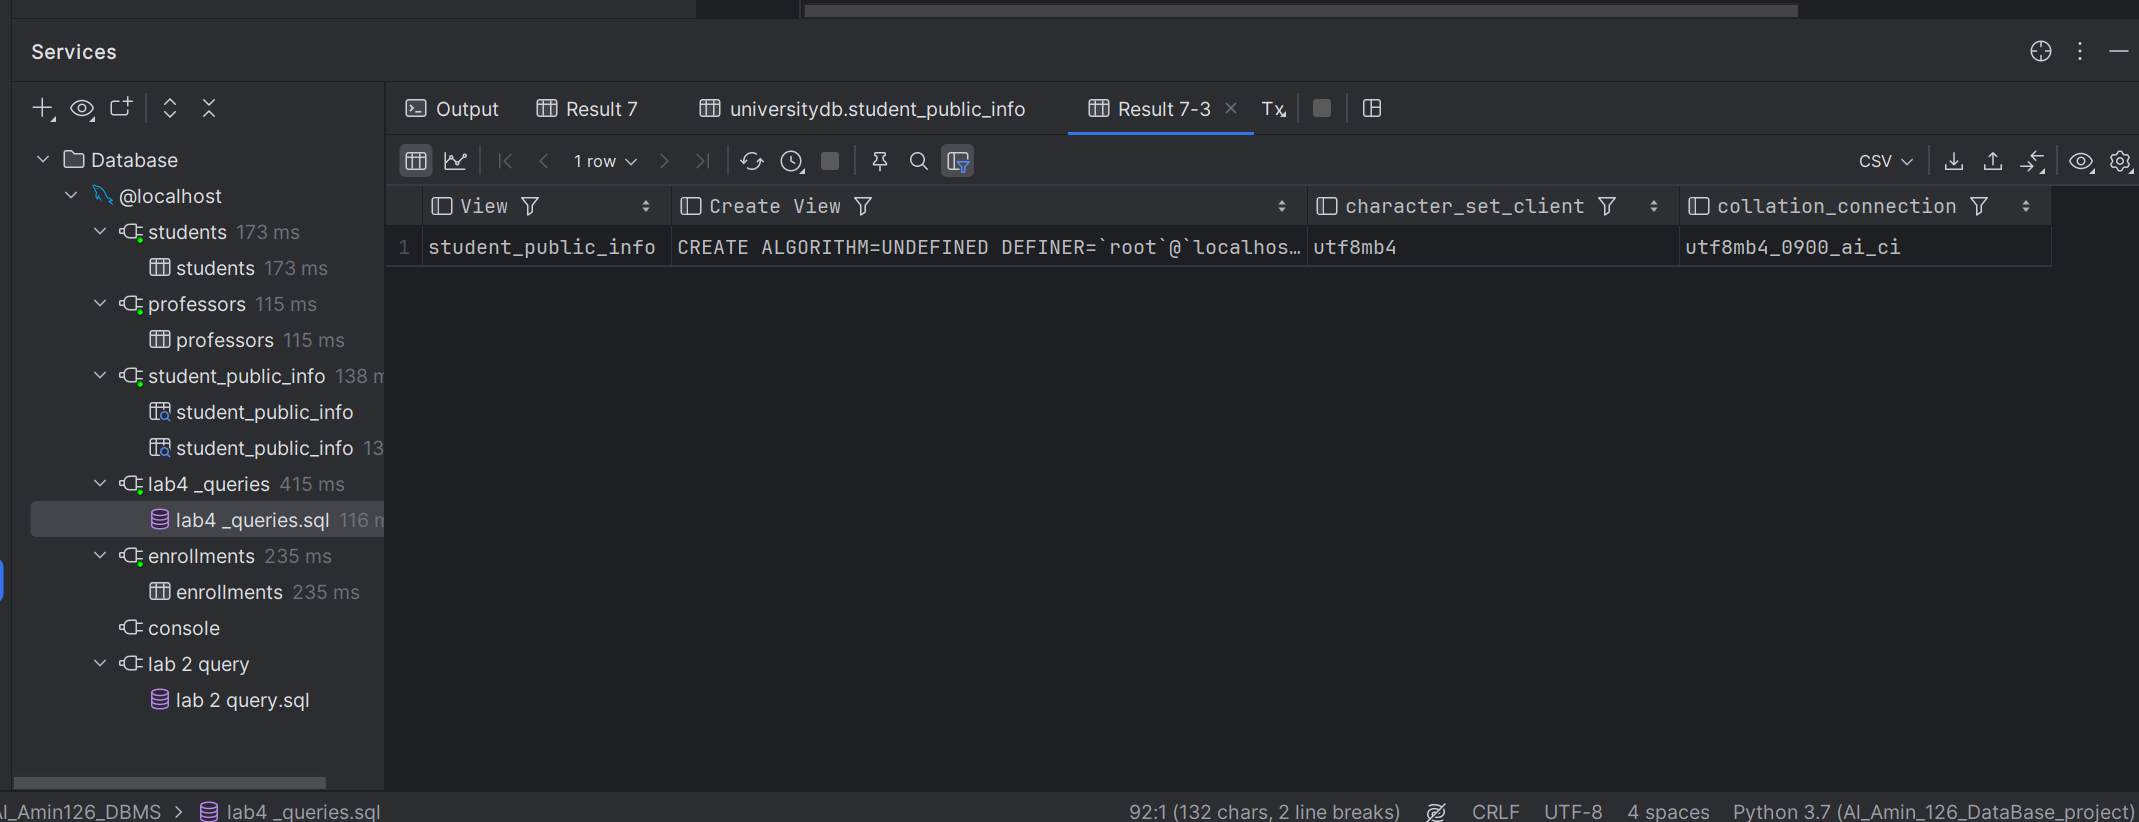 Services
Output Result 7 universitydb.student_public_info Result 7-3 Tx
Database
@localhost
students 173 ms
students 173 ms
professors 115 ms
professors 115 ms
student_public_info 138 m
student_public_info
student_public_info 13
lab4 _queries 415 ms
lab4 _queries.sql 116 m
enrollments 235 ms
enrollments 235 ms
console
lab 2 query
lab 2 query.sql
1 row CSV
View Create View character_set_client collation_connection
1 student_public_info CREATE ALGORITHM=UNDEFINED DEFINER=`root`@`localhos... utf8mb4 utf8mb4_0900_ai_ci
Al_Amin126_DBMS > lab4 _queries.sql 92:1 (132 chars, 2 line breaks) CRLF UTF-8 4 spaces Python 3.7 (Al_Amin_126_DataBase_project)